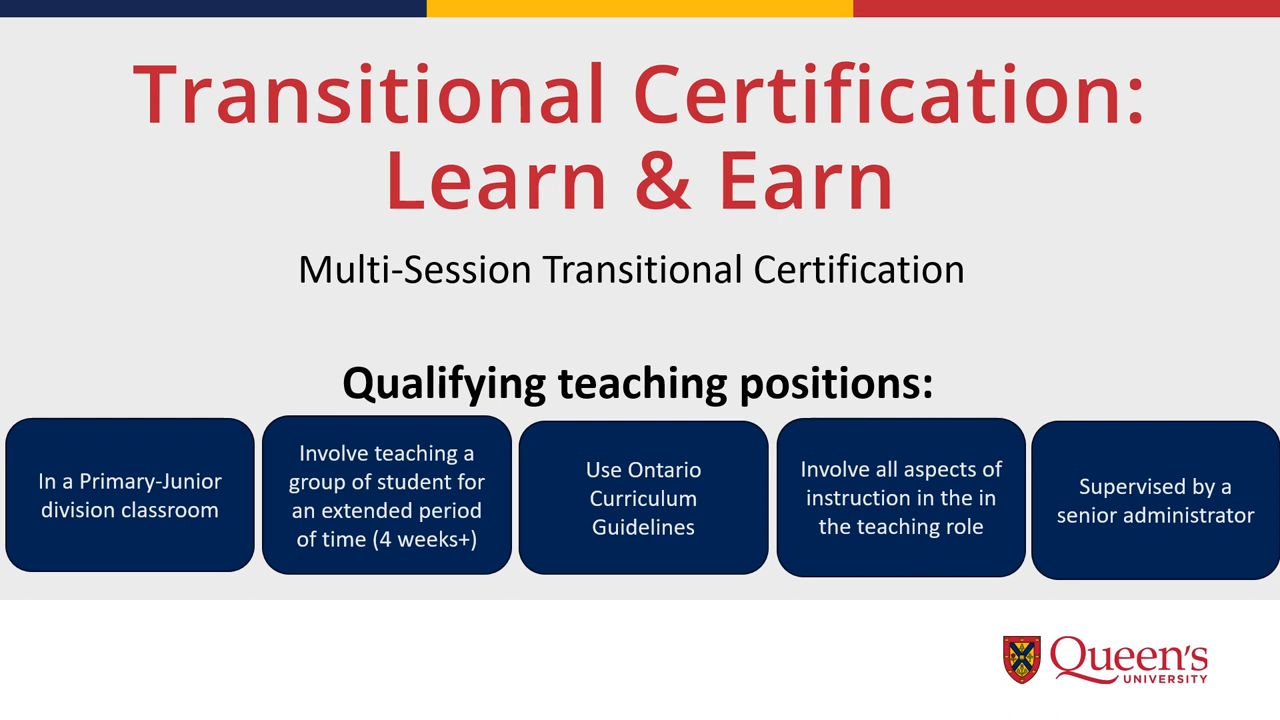 Transitional Certification:
Learn & Earn
Multi-Session Transitional Certification
Qualifying teaching positions:
In a Primary-Junior
division classroom
Involve teaching a
group of student for
an extended period
of time (4 weeks+)
Use Ontario
Curriculum
Guidelines
Involve all aspects of
instruction in the in
the teaching role
Supervised by a
senior administrator
Queen's
UNIVERSITY